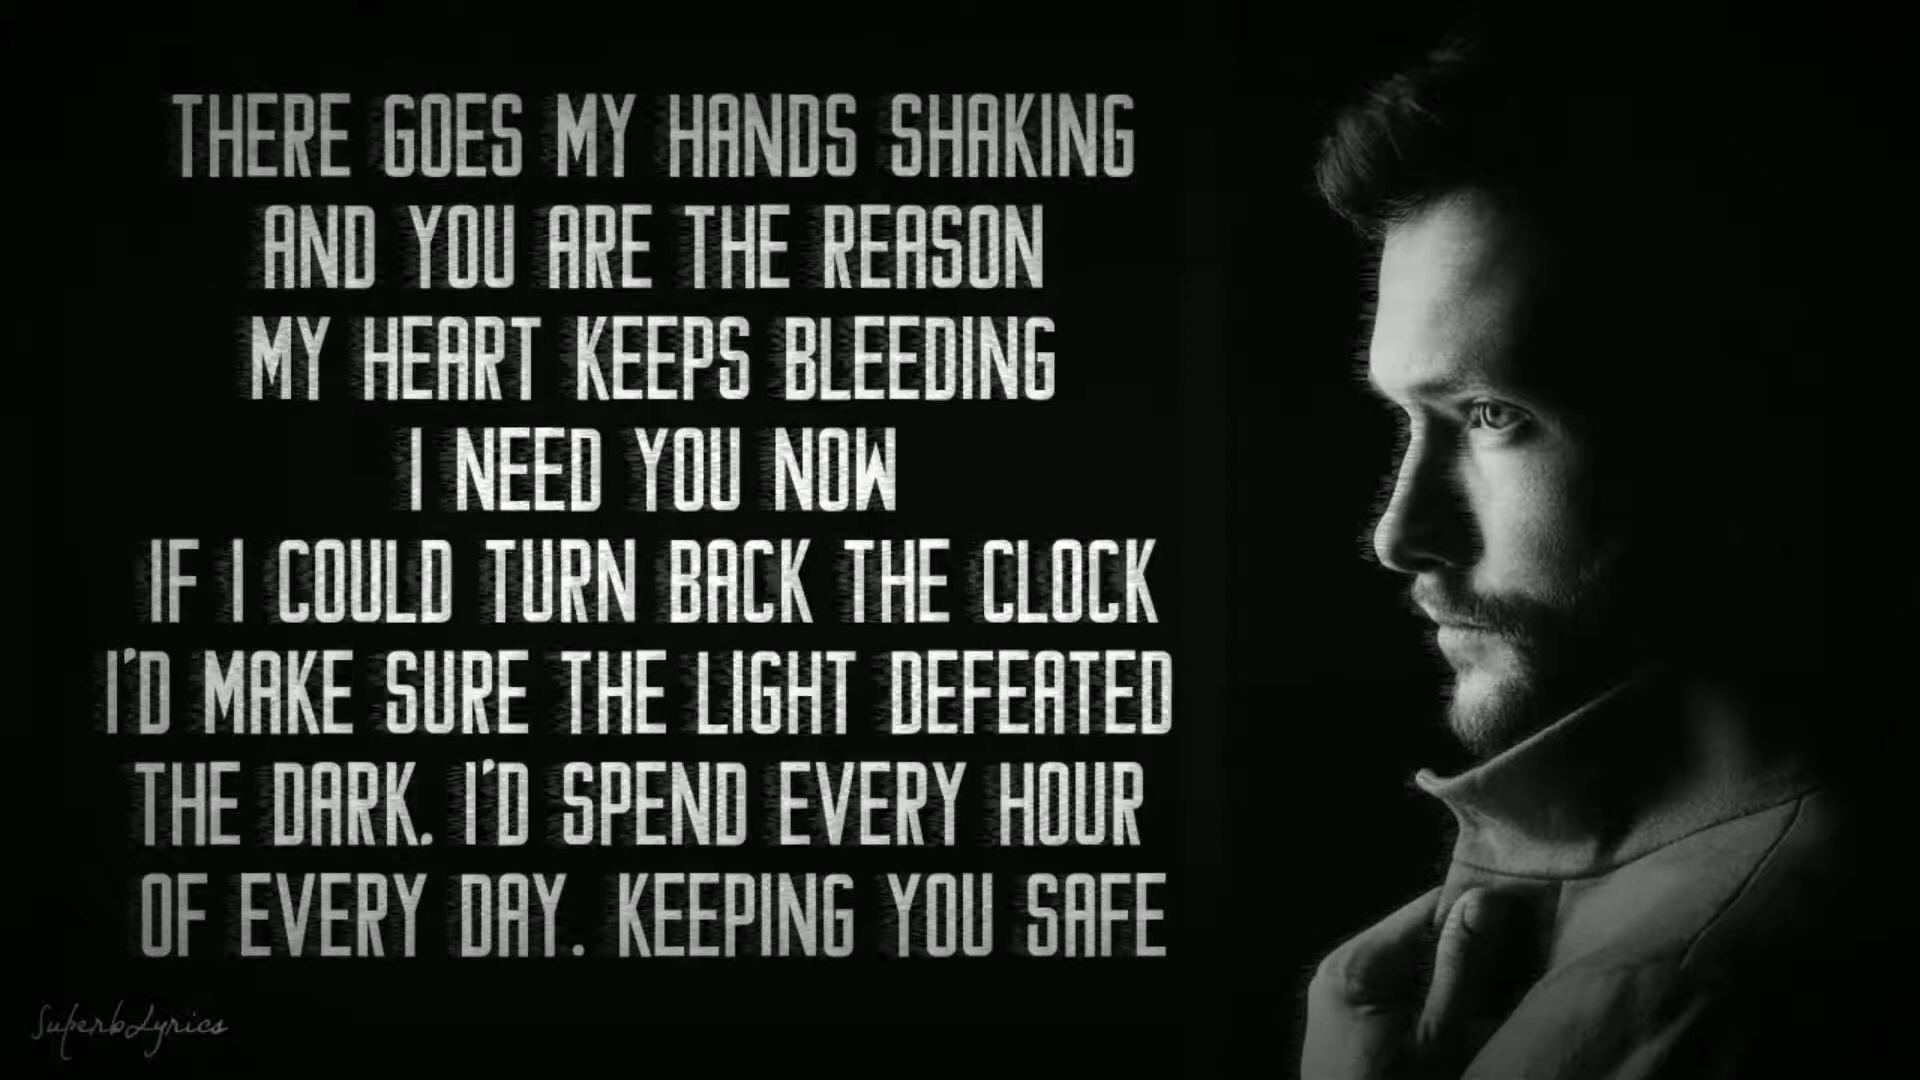 THERE GOES MY HANDS SHAKING
AND YOU ARE THE REASON
MY HEART KEEPS BLEEDING
I NEED YOU NOW
IF I COULD TURN BACK THE CLOCK
I'D MAKE SURE THE LIGHT DEFEATED
THE DARK. I'D SPEND EVERY HOUR
OF EVERY DAY. KEEPING YOU SAFE
SuperbLyrics